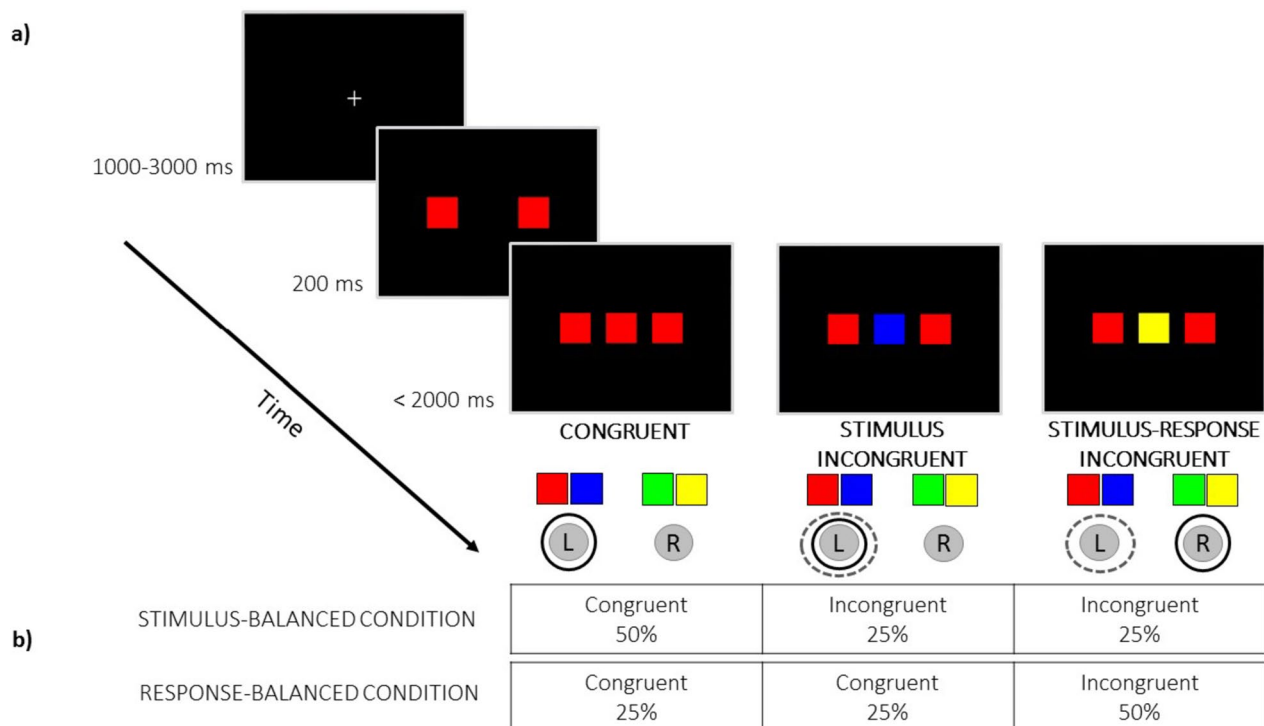 a)
1000-3000 ms
200 ms
< 2000 ms
Time
CONGRUENT
STIMULUS
INCONGRUENT
STIMULUS-RESPONSE
INCONGRUENT
L
R
L
R
L
R
b)
STIMULUS-BALANCED CONDITION
Congruent
50%
Incongruent
25%
Incongruent
25%
RESPONSE-BALANCED CONDITION
Congruent
25%
Congruent
25%
Incongruent
50%